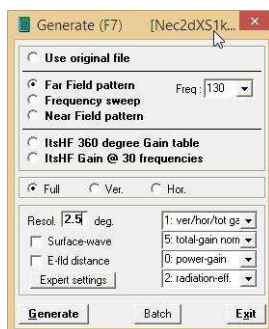 Generate (F7) [Nec2dXS1k...
Use original file
Far Field pattern Freq : 130
Frequency sweep
Near Field pattern
ItsHF 360 degree Gain table
ItsHF Gain @ 30 frequencies
Full Ver. Hor.
Resol. 2.5 deg. 1: ver/hor/tot ga
Surface-wave 5: total-gain norm
E-fld distance 0: power-gain
Expert settings 2: radiation-eff.
Generate Batch Exit